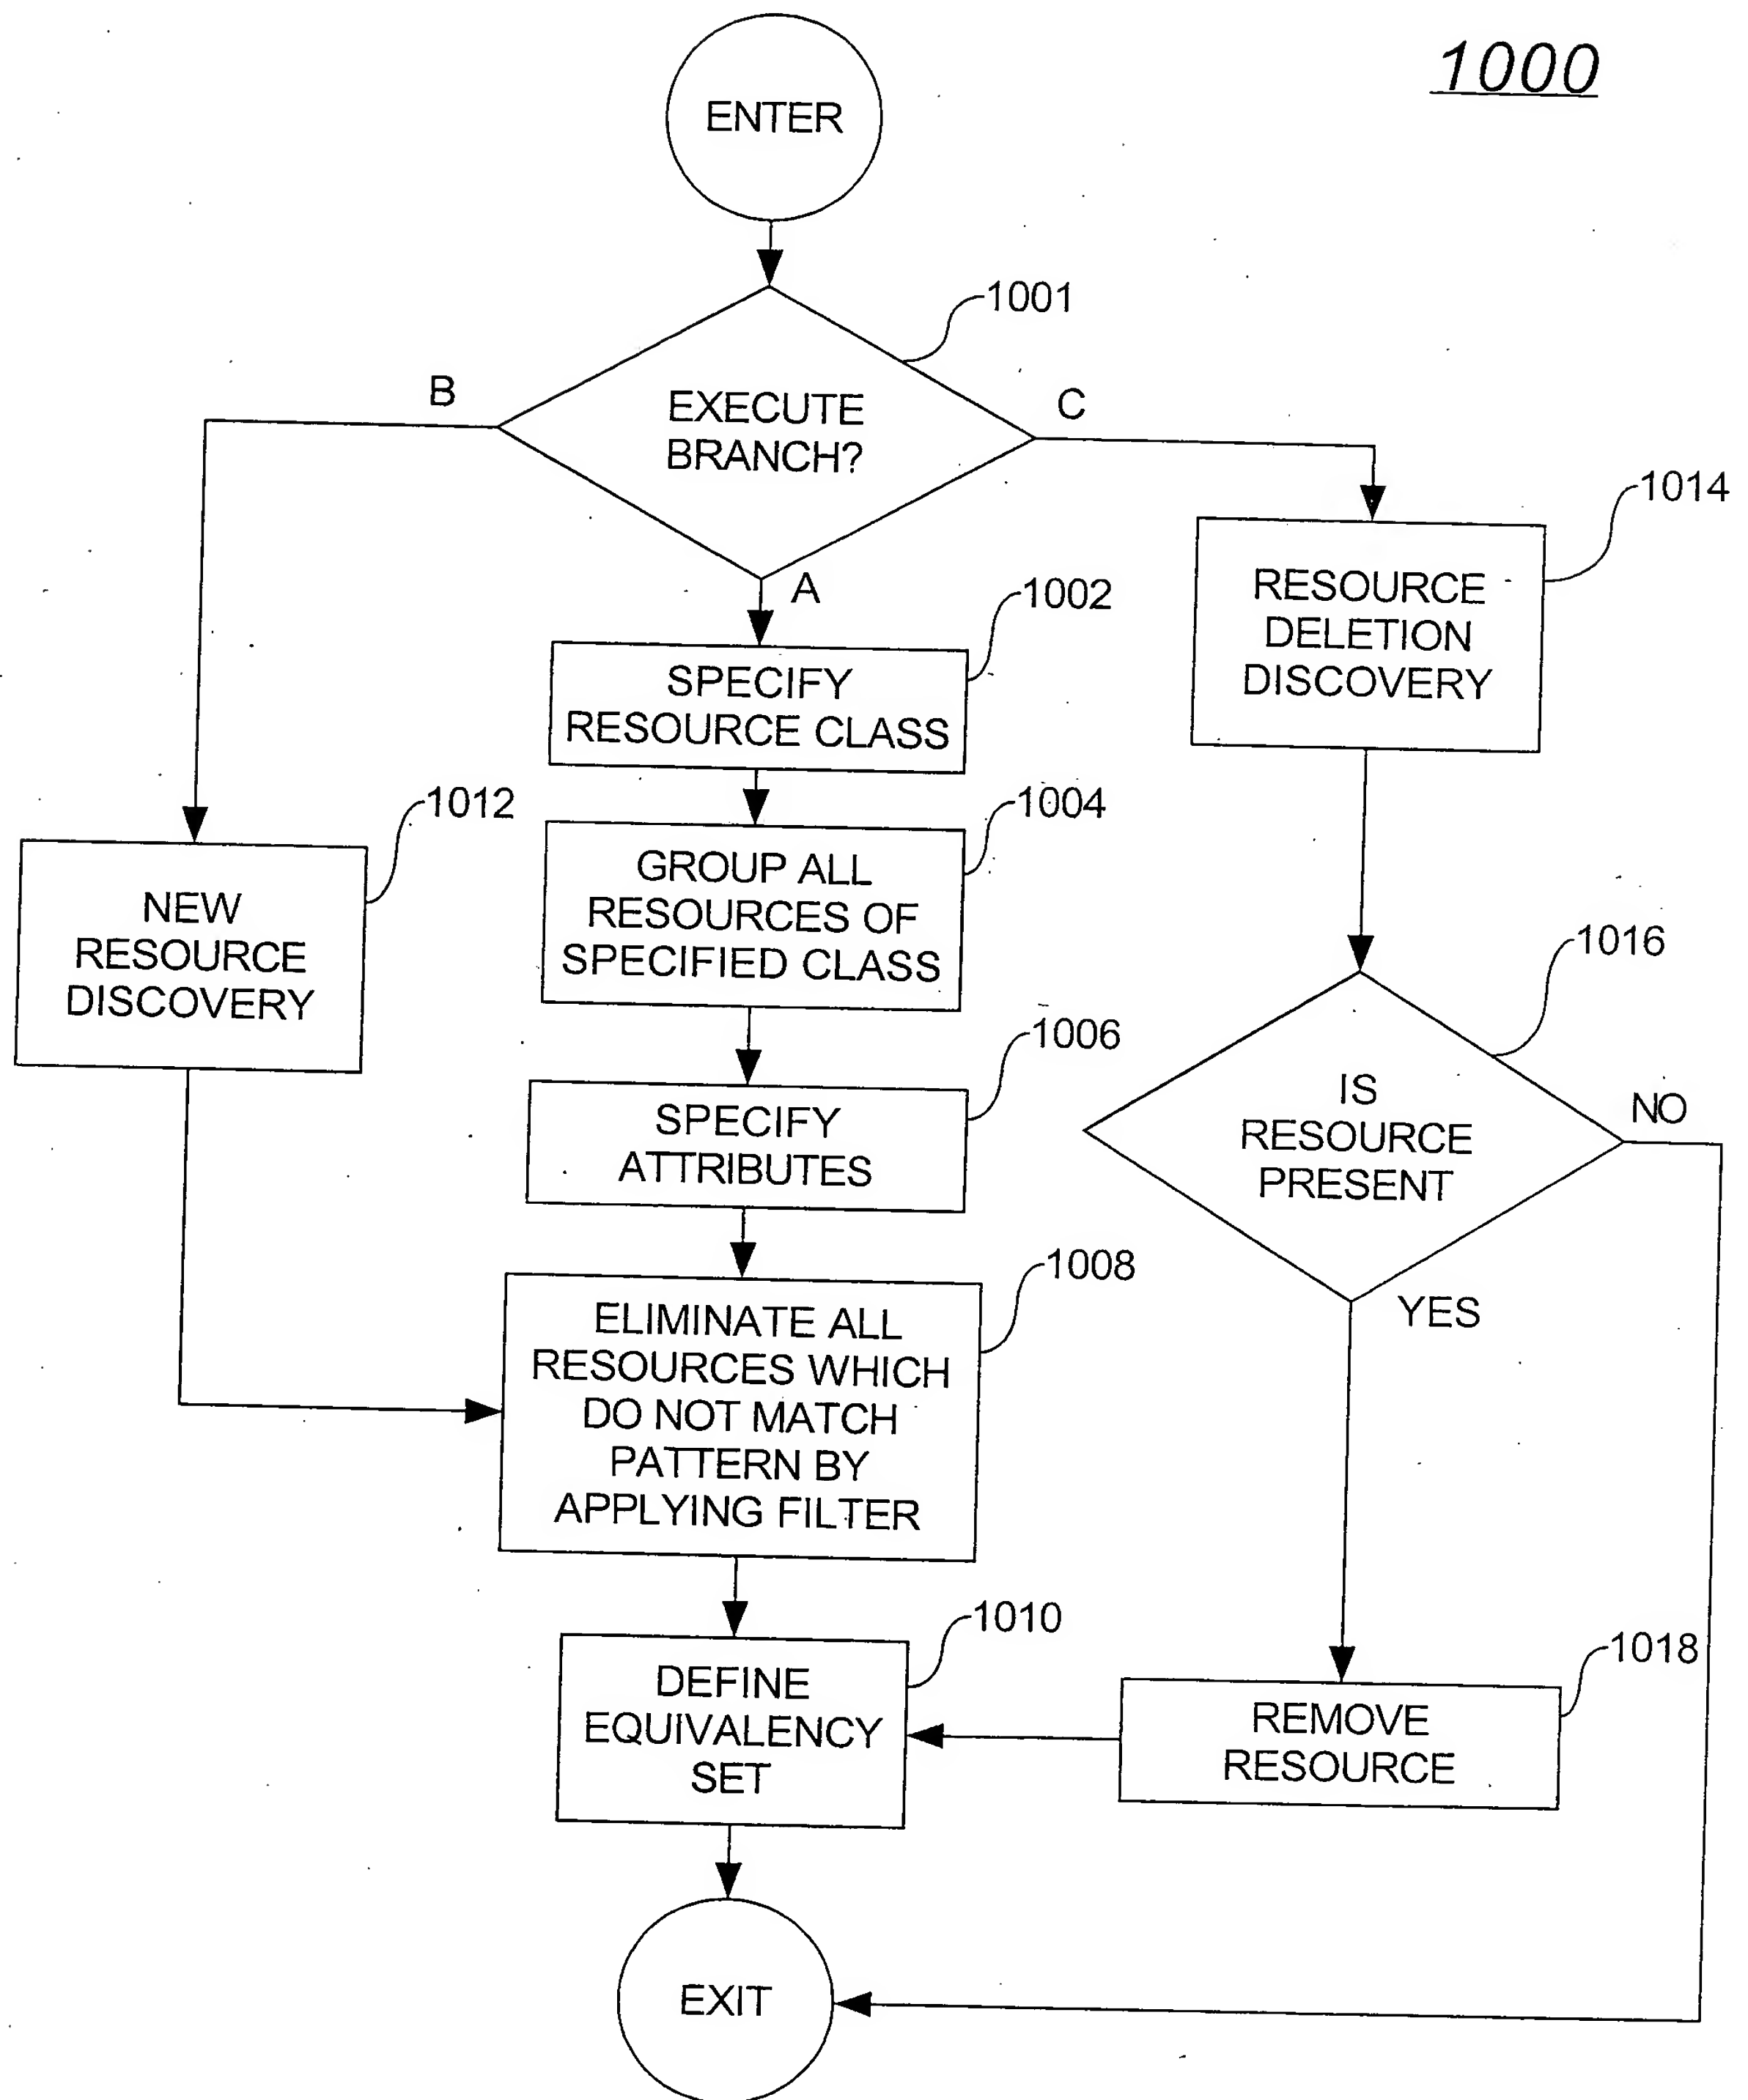 1000
ENTER
1001
EXECUTE
BRANCH?
B
C
A
1014
RESOURCE
DELETION
DISCOVERY
1002
SPECIFY
RESOURCE CLASS
1012
NEW
RESOURCE
DISCOVERY
1004
GROUP ALL
RESOURCES OF
SPECIFIED CLASS
1016
IS
RESOURCE
PRESENT
NO
YES
1006
SPECIFY
ATTRIBUTES
1008
ELIMINATE ALL
RESOURCES WHICH
DO NOT MATCH
PATTERN BY
APPLYING FILTER
1010
DEFINE
EQUIVALENCY
SET
1018
REMOVE
RESOURCE
EXIT